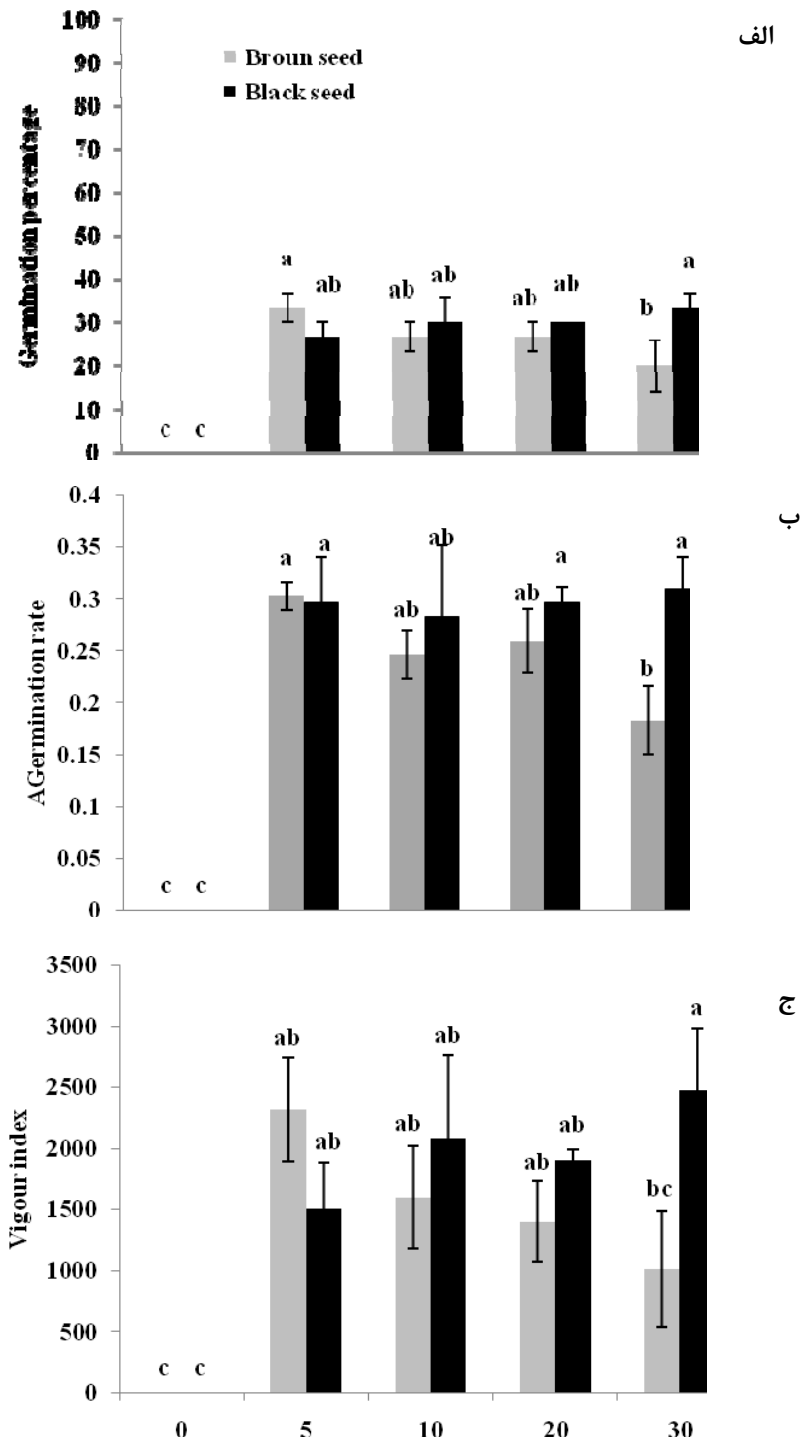 الف
100
90
80
70
60
50
40
30
20
10
0
Germination percentage
Broun seed
Black seed
a
ab
ab
ab
ab
ab
b
a
c c
ب
0.4
0.35
0.3
0.25
0.2
0.15
0.1
0.05
0
AGermination rate
a
a
ab
ab
ab
a
b
a
c c
ج
3500
3000
2500
2000
1500
1000
500
0
Vigour index
ab
ab
ab
ab
ab
ab
bc
a
c c
0 5 10 20 30